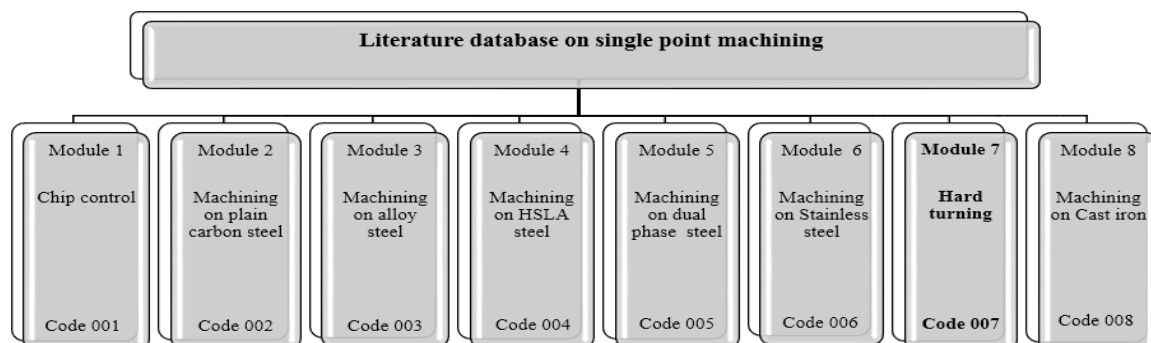 Literature database on single point machining
Module 1
Chip control
Code 001
Module 2
Machining
on plain
carbon steel
Code 002
Module 3
Machining
on alloy
steel
Code 003
Module 4
Machining
on HSLA
steel
Code 004
Module 5
Machining
on dual
phase steel
Code 005
Module 6
Machining
on Stainless
steel
Code 006
Module 7
Hard
turning
Code 007
Module 8
Machining
on Cast iron
Code 008